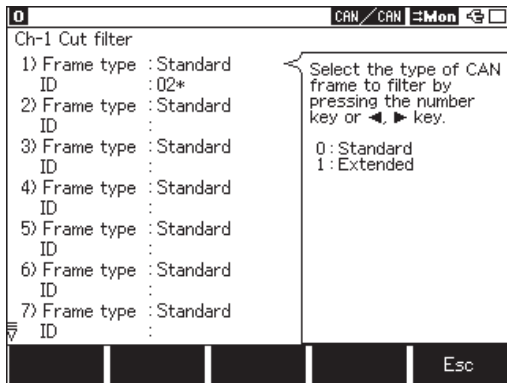 0 CAN/CAN ⇄Mon
Ch-1 Cut filter
1) Frame type :Standard
ID :02*
2) Frame type :Standard
ID :
3) Frame type :Standard
ID :
4) Frame type :Standard
ID :
5) Frame type :Standard
ID :
6) Frame type :Standard
ID :
7) Frame type :Standard
ID :
Select the type of CAN
frame to filter by
pressing the number
key or ◀, ▶ key.
0 : Standard
1 : Extended
Esc